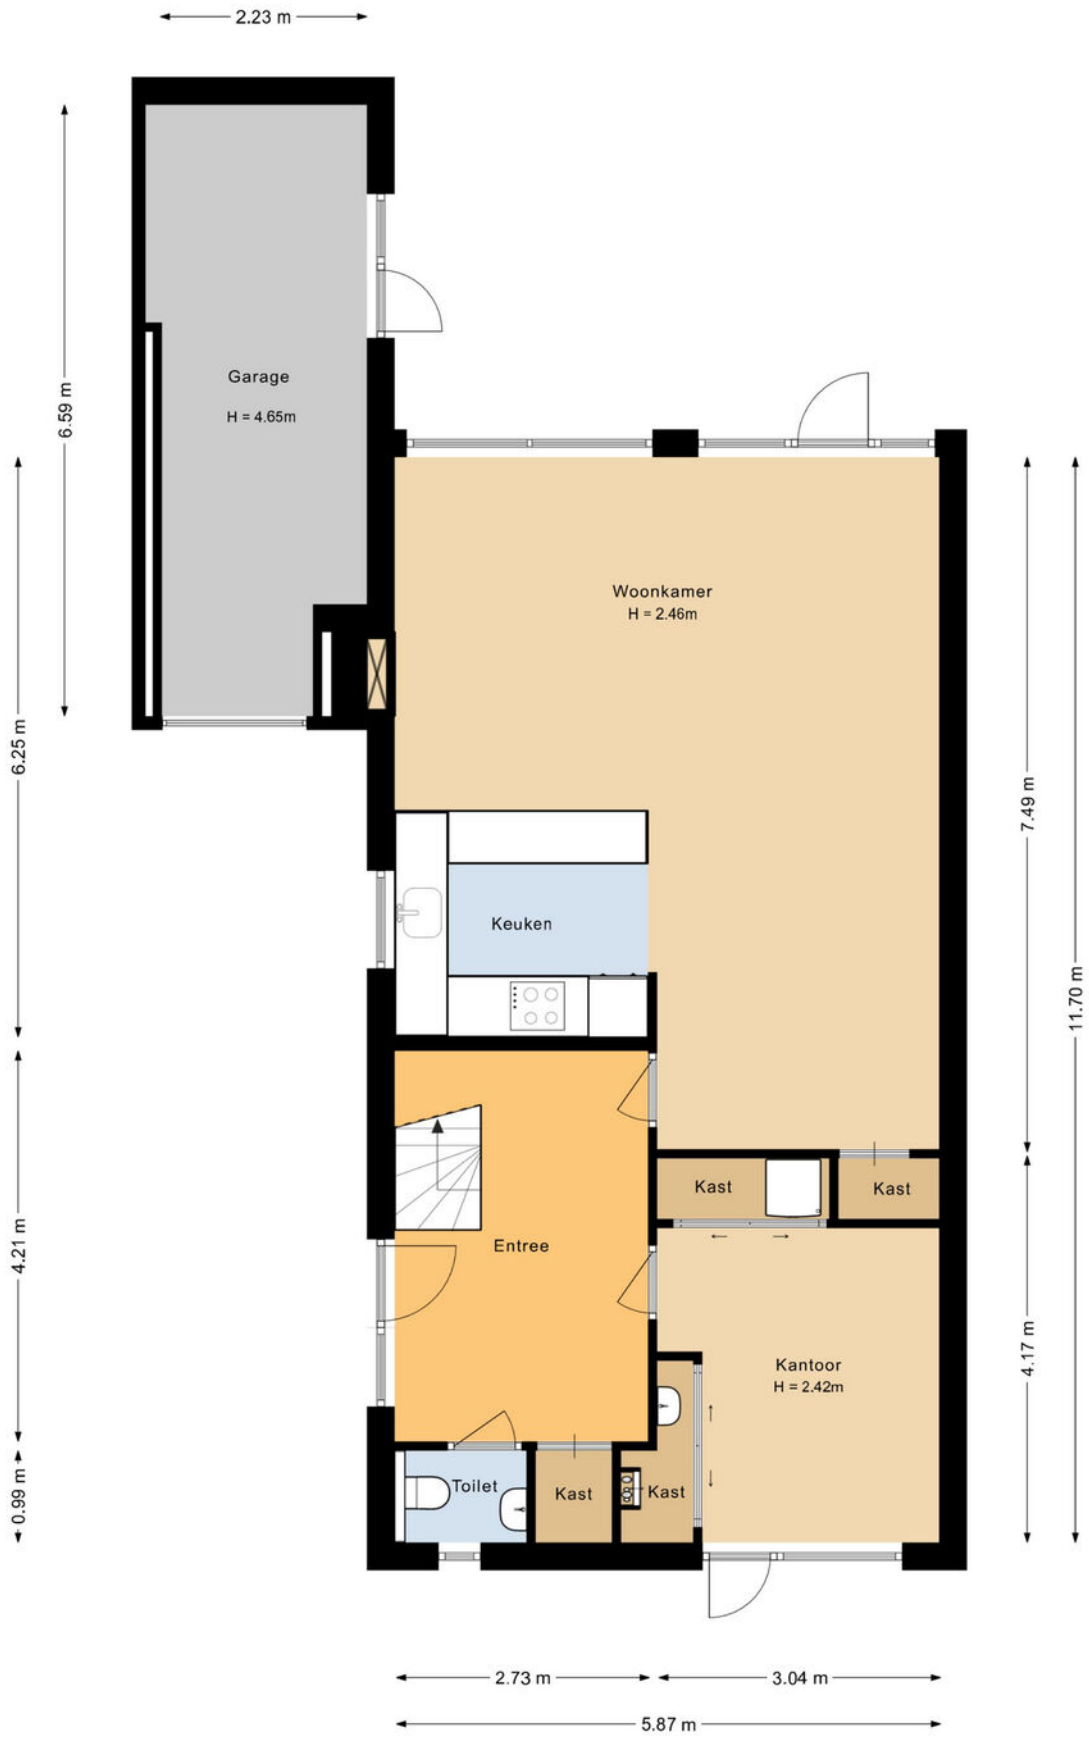 2.23 m
Garage
H = 4.65m
6.59 m
Woonkamer
H = 2.46m
6.25 m
7.49 m
Keuken
11.70 m
Kast
Kast
4.21 m
Entree
4.17 m
Kantoor
H = 2.42m
0.99 m
Toilet
Kast
Kast
2.73 m
3.04 m
5.87 m